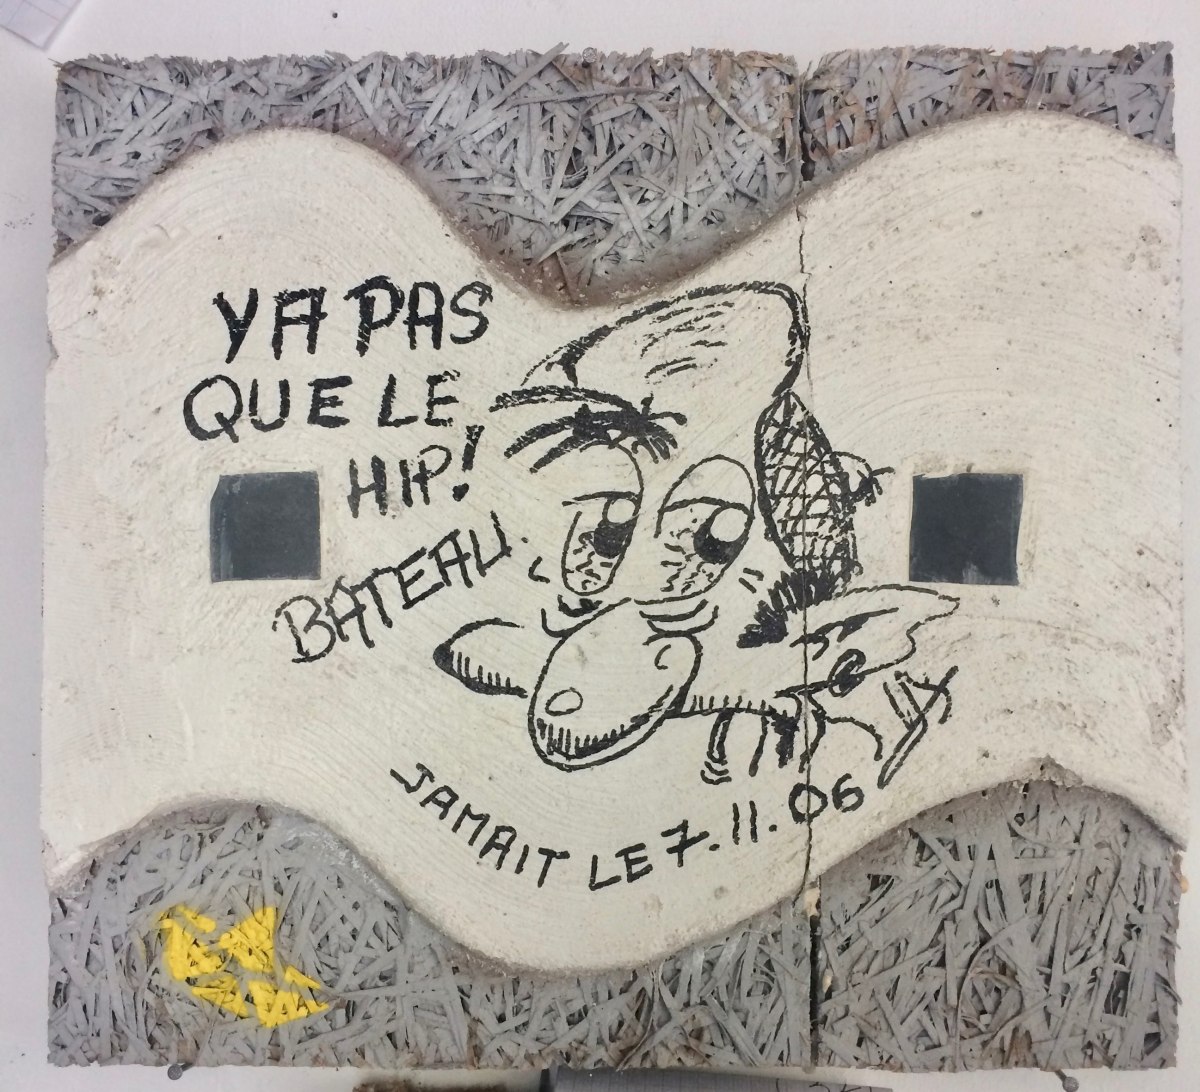 YA PAS
QUE LE
HIP!
BATEAU.
JAMAIT LE 7.11.06